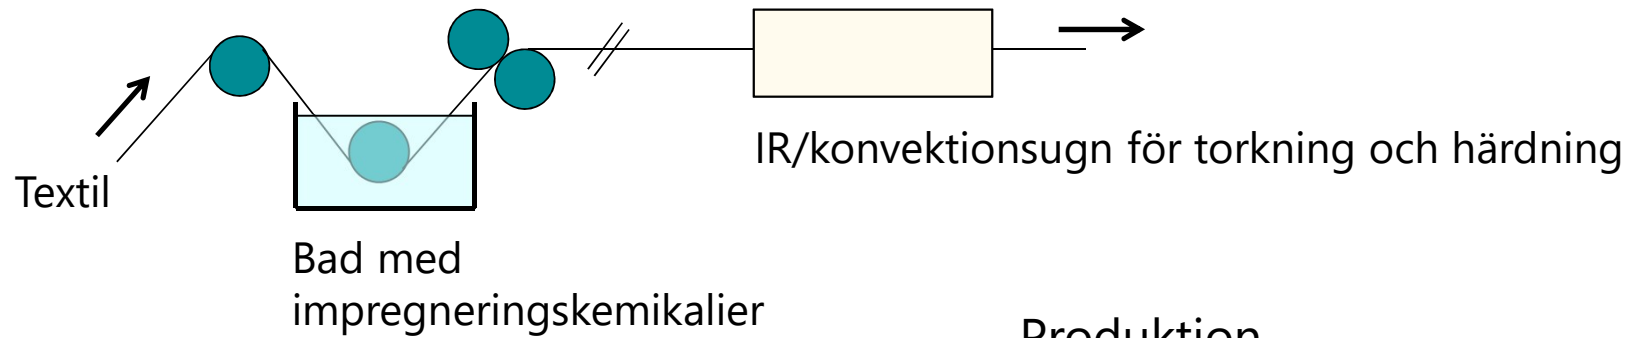 IR/konvektionsugn för torkning och härdning
Textil
Bad med
impregneringskemikalier
Produktion